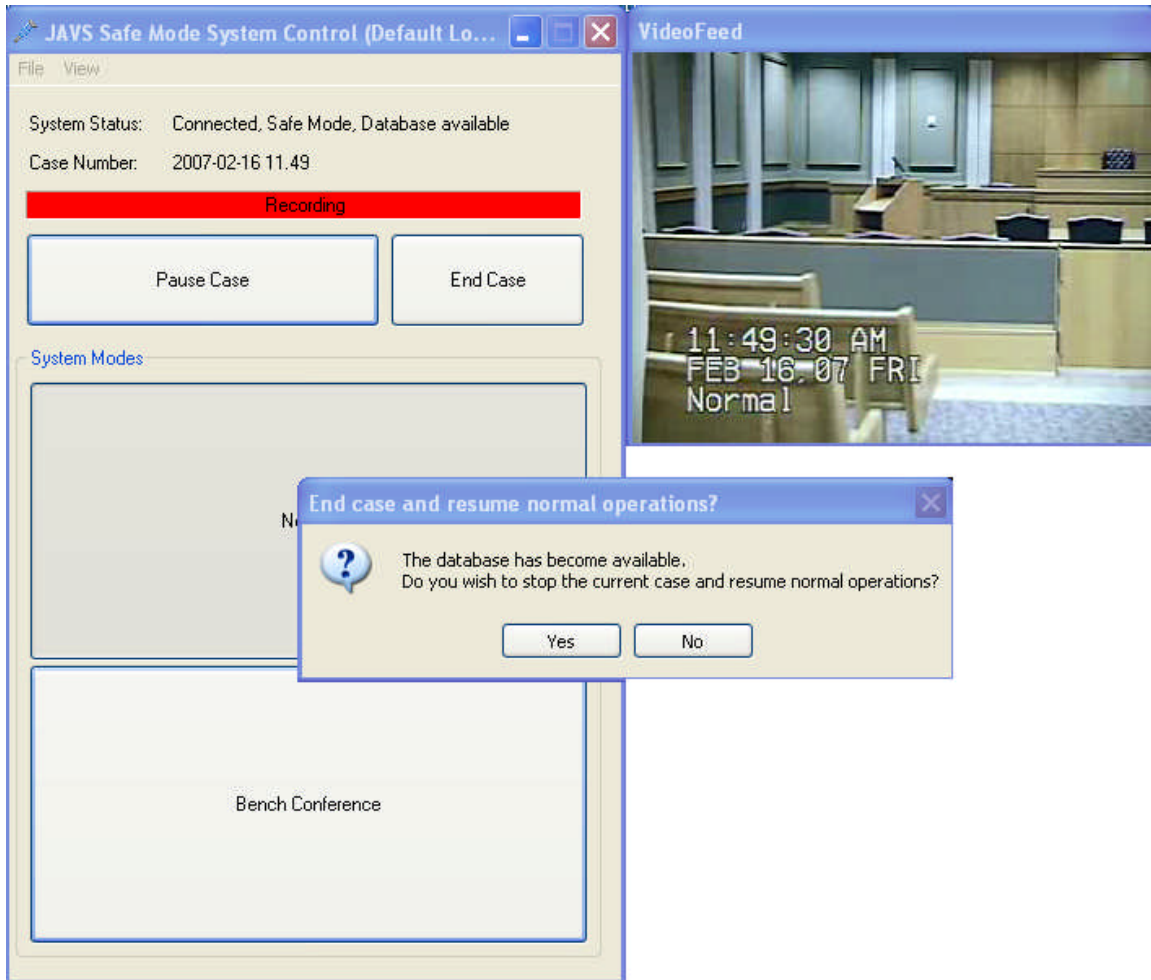 JAVS Safe Mode System Control (Default Lo...
File View
System Status: Connected, Safe Mode, Database available
Case Number: 2007-02-16 11.49
Recording
Pause Case End Case
System Modes
Bench Conference
VideoFeed
11:49:30 AM
FEB 16,07 FRI
Normal
End case and resume normal operations?
The database has become available.
Do you wish to stop the current case and resume normal operations?
Yes No